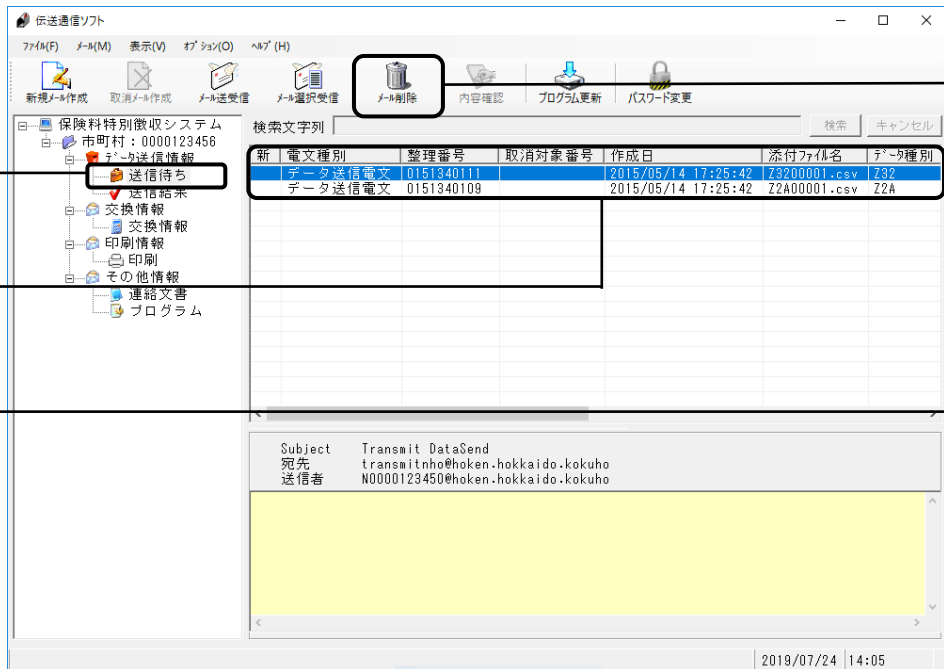 伝送通信ソフト
ファイル(F) メール(M) 表示(V) オプション(O) ヘルプ(H)
新規メール作成 取消メール作成 メール送受信 メール選択受信 メール削除 内容確認 プログラム更新 パスワード変更
保険料特別徴収システム
市町村:0000123456
データ送信情報
送信待ち
送信結果
交換情報
交換情報
印刷情報
印刷
その他情報
連絡文書
プログラム
検索文字列 検索 キャンセル
新 電文種別 整理番号 取消対象番号 作成日 添付ファイル名 データ種別
データ送信電文 0151340111 2015/05/14 17:25:42 Z3200001.csv Z32
データ送信電文 0151340109 2015/05/14 17:25:42 Z2A00001.csv Z2A
Subject Transmit DataSend
宛先 transmitnho@hoken.hokkaido.kokuho
送信者 N0000123450@hoken.hokkaido.kokuho
2019/07/24 14:05